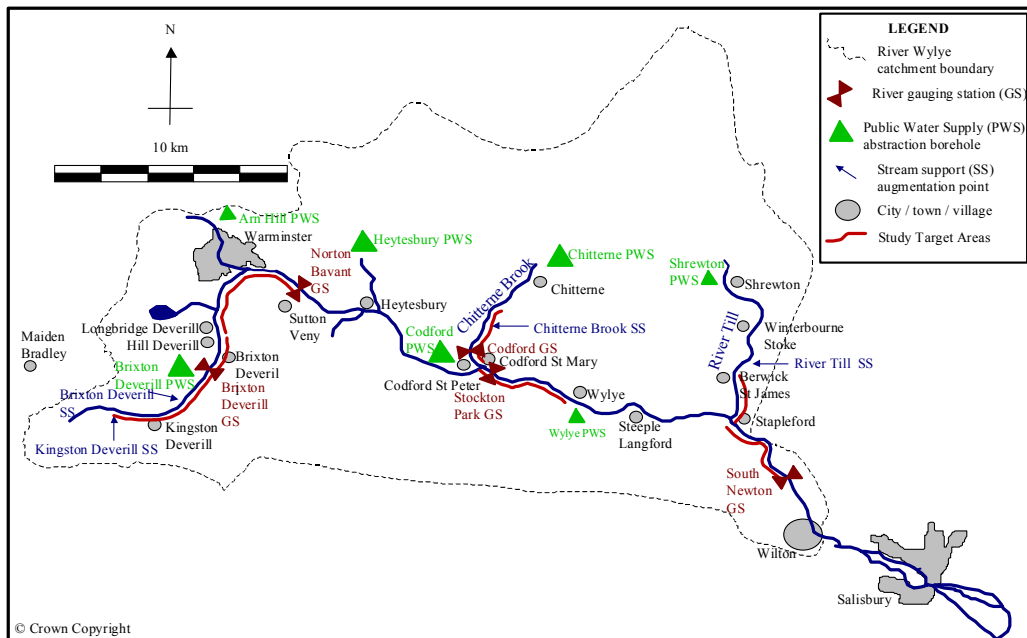 N
10 km
LEGEND
River Wylye
catchment boundary
River gauging station (GS)
Public Water Supply (PWS)
abstraction borehole
Stream support (SS)
augmentation point
City / town / village
Study Target Areas
Arn Hill PWS
Warminster
Norton
Bavant
GS
Heytesbury PWS
Chitterne PWS
Chitterne Brook
Chitterne
Shrewton
PWS
Shrewton
Heytesbury
Sutton
Veny
Longbridge Deverill
Hill Deverill
Maiden
Bradley
Brixton
Deverill PWS
Brixton
Deveril
Brixton
Deverill
GS
Brixton Deverill
SS
Kingston Deverill SS
Kingston
Deverill
Chitterne Brook SS
Codford
PWS
Codford GS
Codford St Mary
Codford St Peter
Stockton
Park GS
Wylye
Wylye PWS
Steeple
Langford
River Till
Winterbourne
Stoke
River Till SS
Berwick
St James
Stapleford
South
Newton
GS
Wilton
Salisbury
© Crown Copyright